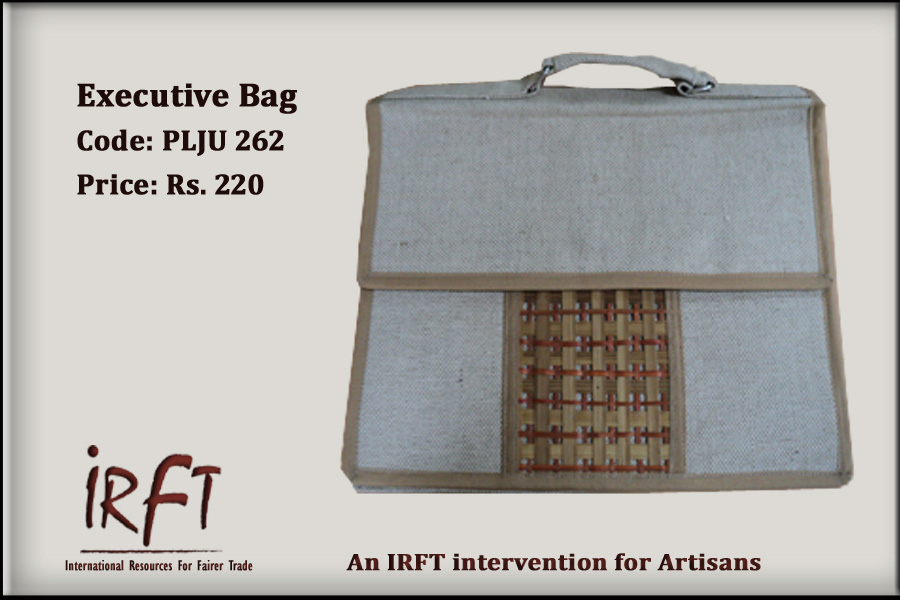 Executive Bag
Code: PLJU 262
Price: Rs. 220
iRFT
International Resources For Fairer Trade
An IRFT intervention for Artisans